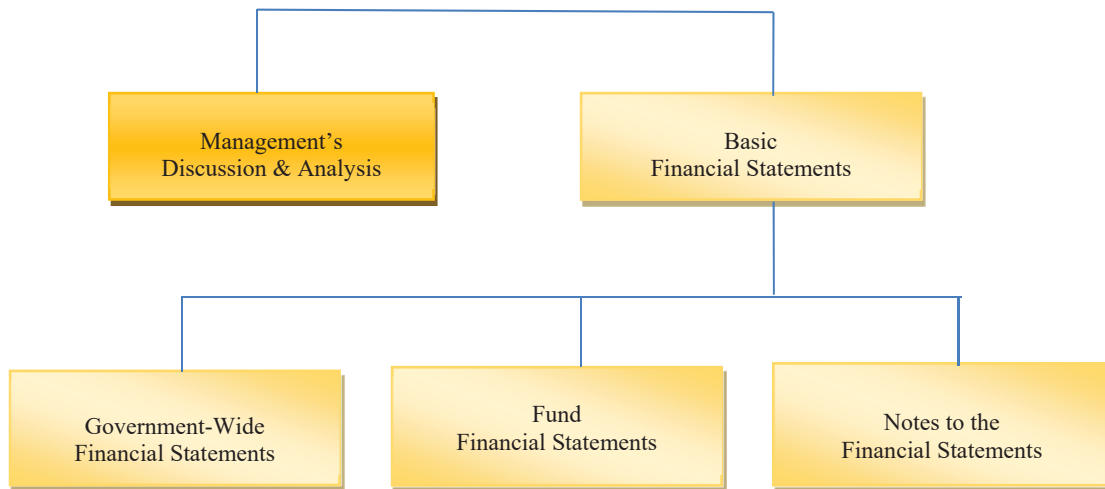 Management’s
Discussion & Analysis
Basic
Financial Statements
Government-Wide
Financial Statements
Fund
Financial Statements
Notes to the
Financial Statements